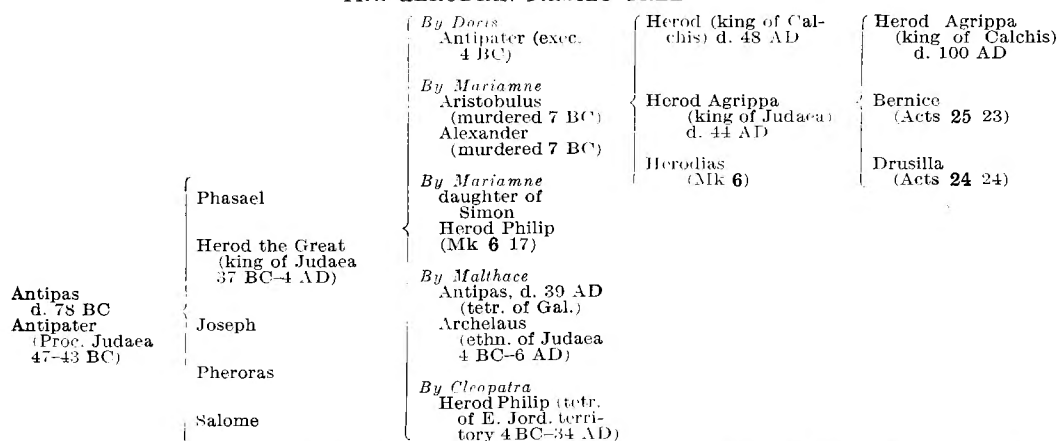 Antipas
d. 78 BC
Antipater
(Proc. Judaea
47–43 BC)
Phasael
Herod the Great
(king of Judaea
37 BC–4 AD)
Joseph
Pheroras
Salome
By Doris
Antipater (exec.
4 BC)
By Mariamne
Aristobulus
(murdered 7 BC)
Alexander
(murdered 7 BC)
By Mariamne
daughter of
Simon
Herod Philip
(Mk 6 17)
By Malthace
Antipas, d. 39 AD
(tetr. of Gal.)
Archelaus
(ethn. of Judaea
4 BC–6 AD)
By Cleopatra
Herod Philip (tetr.
of E. Jord. terri-
tory 4 BC–34 AD)
Herod (king of Cal-
chis) d. 48 AD
Herod Agrippa
(king of Judaea)
d. 44 AD
Herodias
(Mk 6)
Herod Agrippa
(king of Calchis)
d. 100 AD
Bernice
(Acts 25 23)
Drusilla
(Acts 24 24)